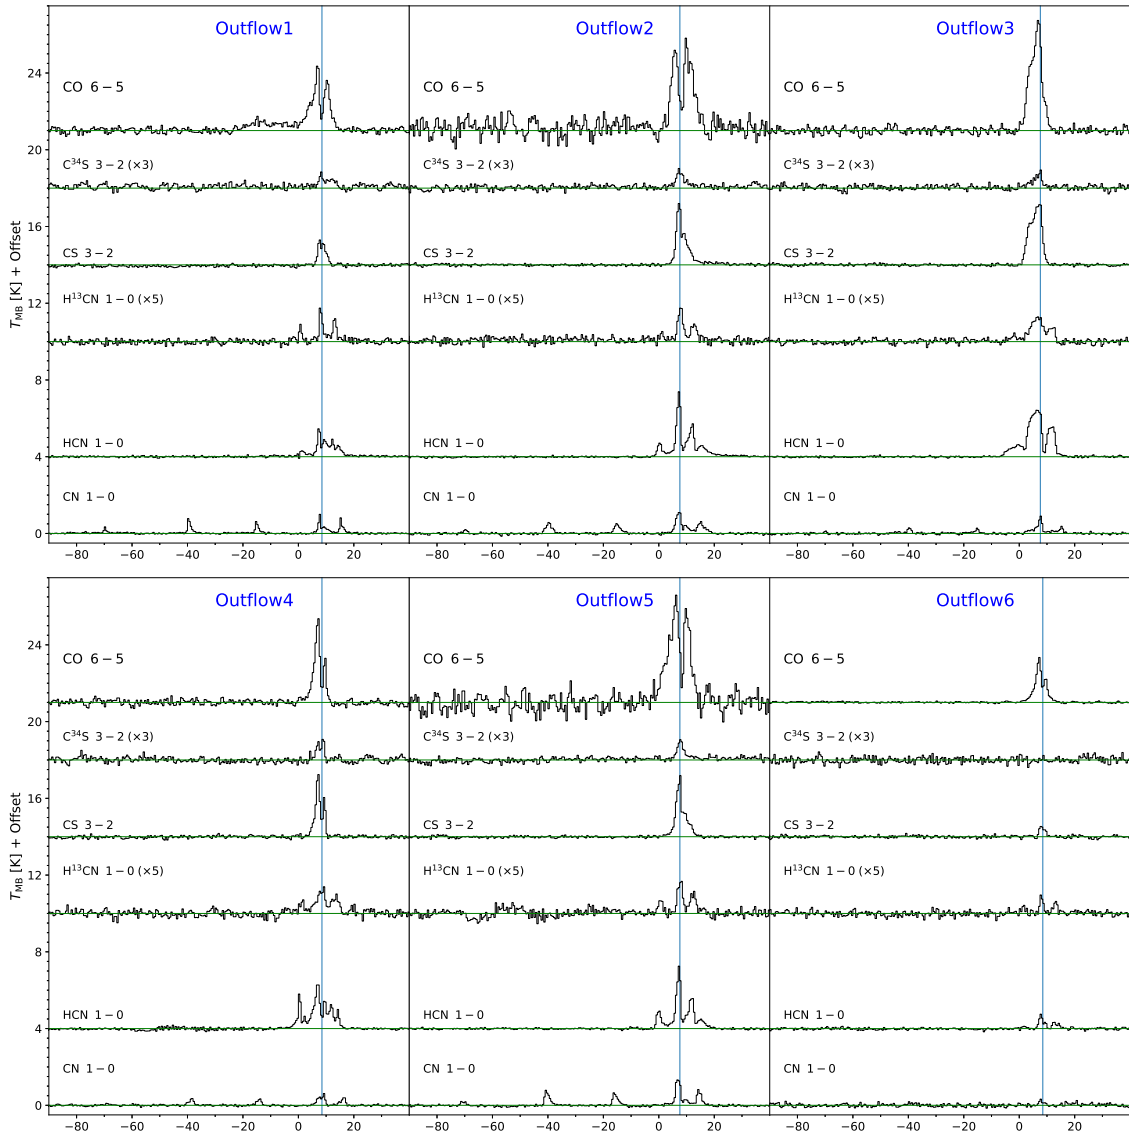 Outflow1 Outflow2 Outflow3
CO 6−5 CO 6−5 CO 6−5
24
20
C³⁴S 3−2 (×3) C³⁴S 3−2 (×3) C³⁴S 3−2 (×3)
16
CS 3−2 CS 3−2 CS 3−2
T_MB [K] + Offset
H¹³CN 1−0 (×5) H¹³CN 1−0 (×5) H¹³CN 1−0 (×5)
12
8
HCN 1−0 HCN 1−0 HCN 1−0
4
CN 1−0 CN 1−0 CN 1−0
0
−80 −60 −40 −20 0 20 −80 −60 −40 −20 0 20 −80 −60 −40 −20 0 20
Outflow4 Outflow5 Outflow6
CO 6−5 CO 6−5 CO 6−5
24
20
C³⁴S 3−2 (×3) C³⁴S 3−2 (×3) C³⁴S 3−2 (×3)
16
CS 3−2 CS 3−2 CS 3−2
T_MB [K] + Offset
H¹³CN 1−0 (×5) H¹³CN 1−0 (×5) H¹³CN 1−0 (×5)
12
8
HCN 1−0 HCN 1−0 HCN 1−0
4
CN 1−0 CN 1−0 CN 1−0
0
−80 −60 −40 −20 0 20 −80 −60 −40 −20 0 20 −80 −60 −40 −20 0 20